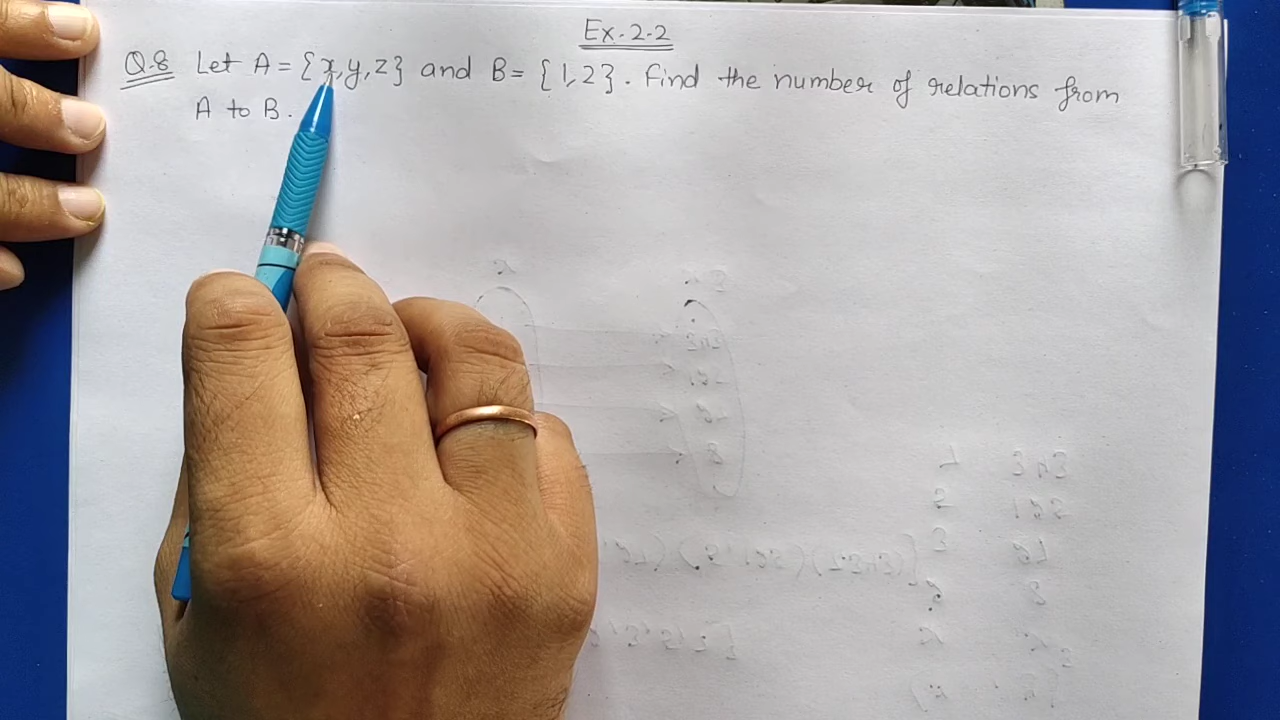 Ex.2.2
Q.8 Let A = {x, y, z} and B = {1, 2}. Find the number of relations from
A to B.